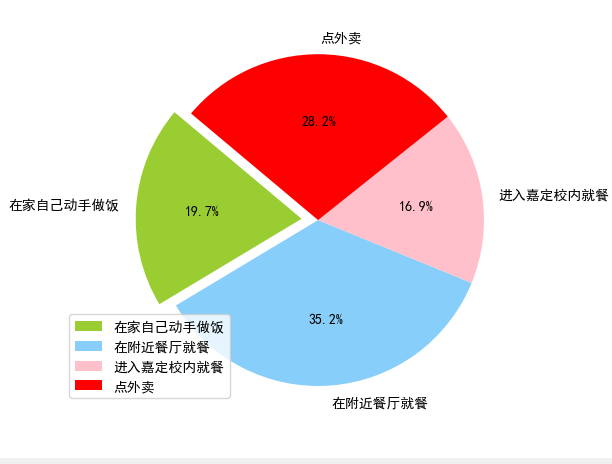 点外卖
28.2%
进入嘉定校内就餐
16.9%
在家自己动手做饭
19.7%
35.2%
在附近餐厅就餐
在家自己动手做饭
在附近餐厅就餐
进入嘉定校内就餐
点外卖